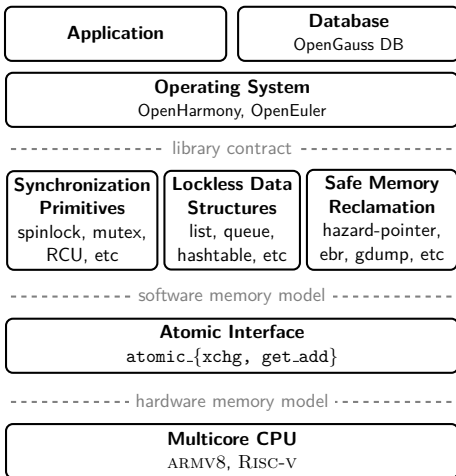 Application
Database
OpenGauss DB
Operating System
OpenHarmony, OpenEuler
library contract
Synchronization
Primitives
spinlock, mutex,
RCU, etc
Lockless Data
Structures
list, queue,
hashtable, etc
Safe Memory
Reclamation
hazard-pointer,
ebr, gdump, etc
software memory model
Atomic Interface
atomic_{xchg, get_add}
hardware memory model
Multicore CPU
ARMV8, RISC-V